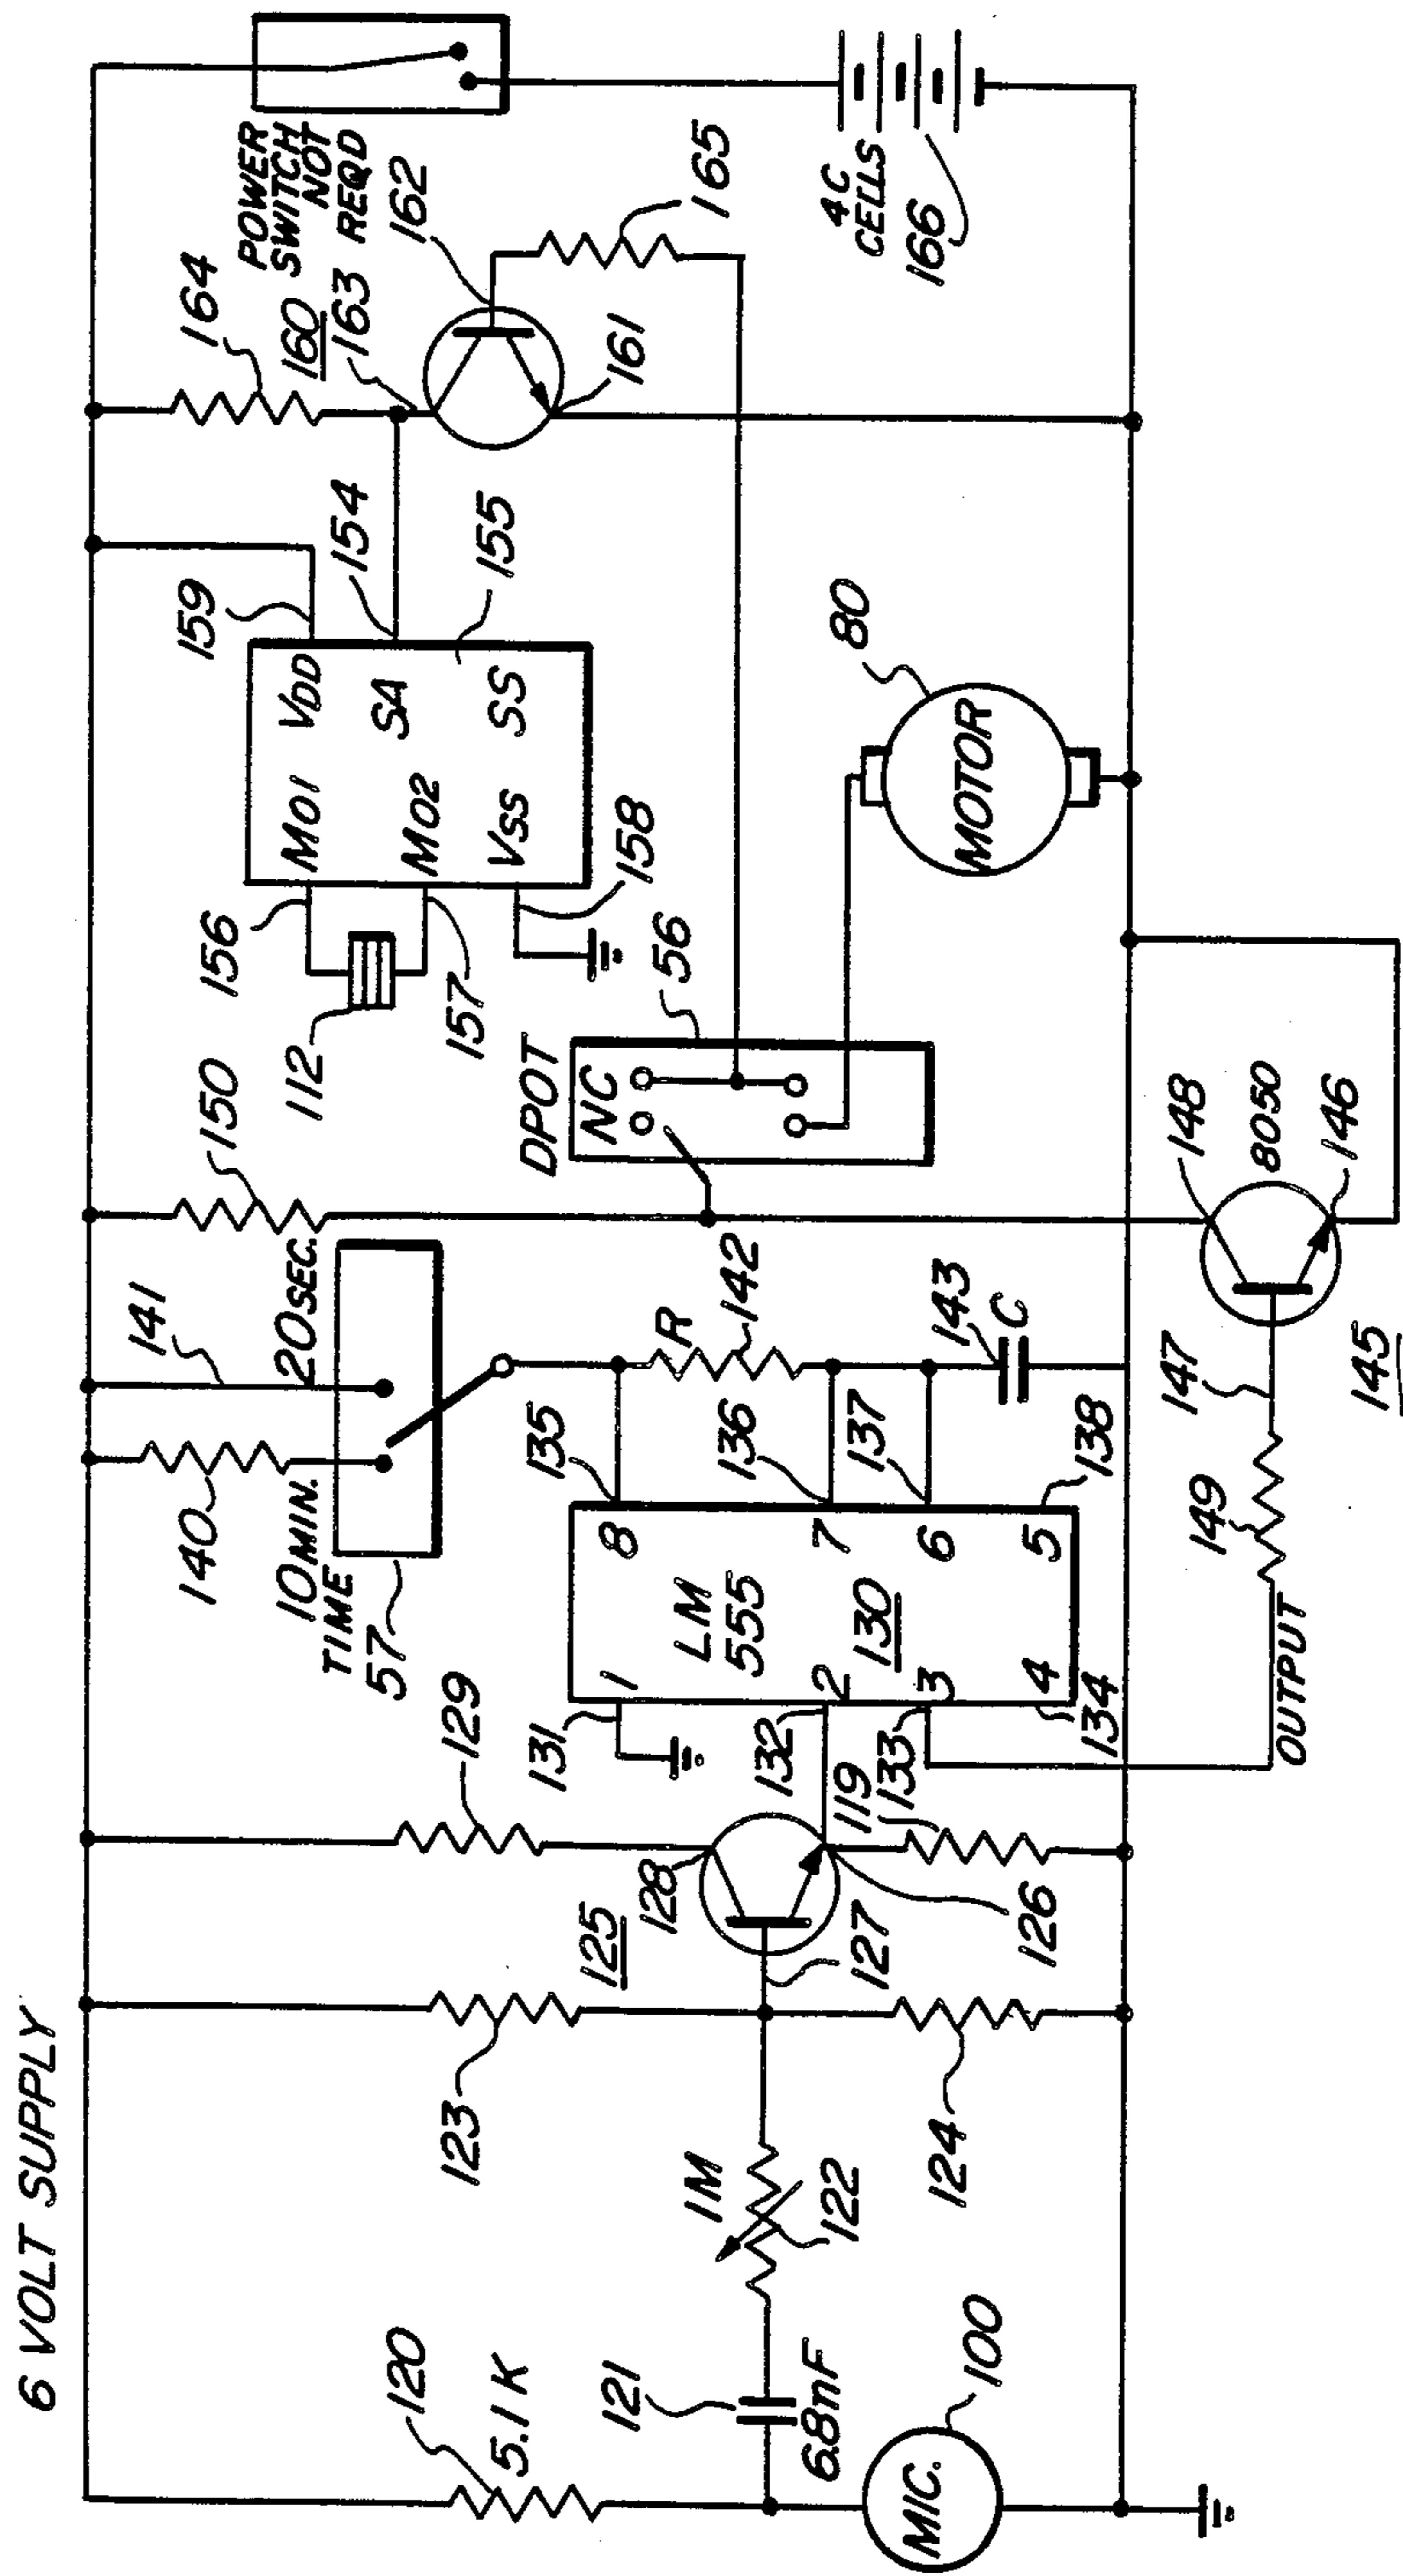 6 VOLT SUPPLY
120
5.1K
121
6.8nF
MIC.
100
1M
122
123
124
125
127
128
126
129
119
131
132
133
134
1
2
3
4
LM
555
130
8
7
6
5
135
136
137
138
10MIN.
TIME
20SEC.
57
140
141
R
142
143
C
OUTPUT
149
147
145
148
8050
146
150
DPOT
NC
56
112
156
157
158
MO1
MO2
VSS
VDD
SA
SS
159
154
155
MOTOR
80
164
160
163
162
161
165
POWER
SWITCH
NOT
REQD
4C
CELLS
166